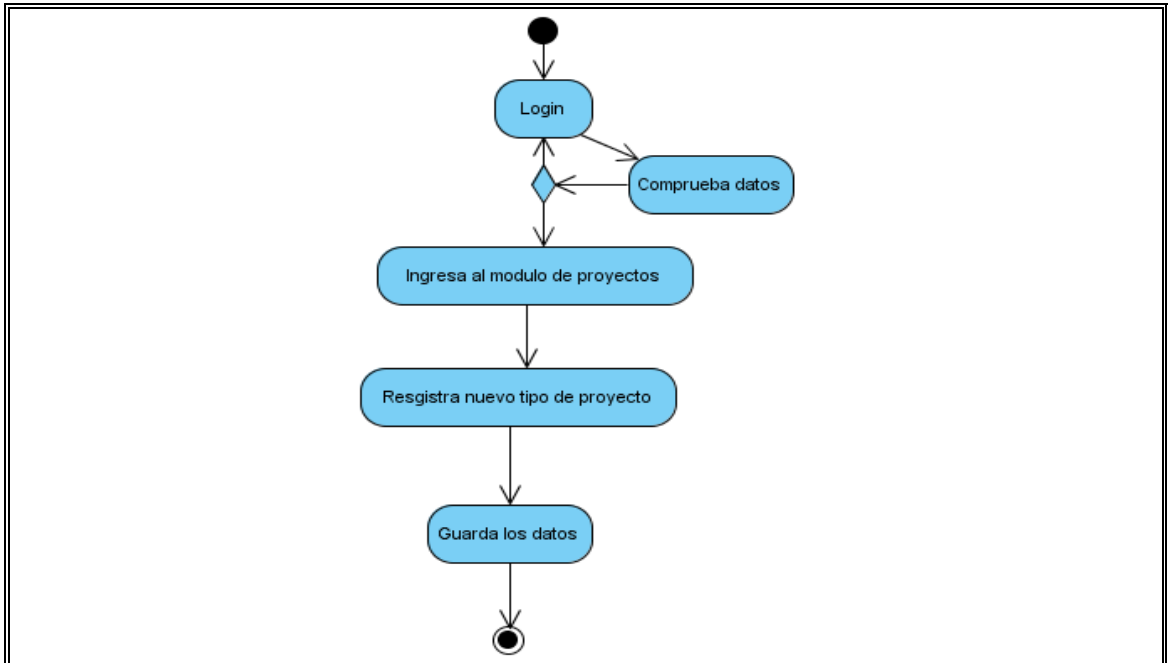 Login
Comprueba datos
Ingresa al modulo de proyectos
Resgistra nuevo tipo de proyecto
Guarda los datos